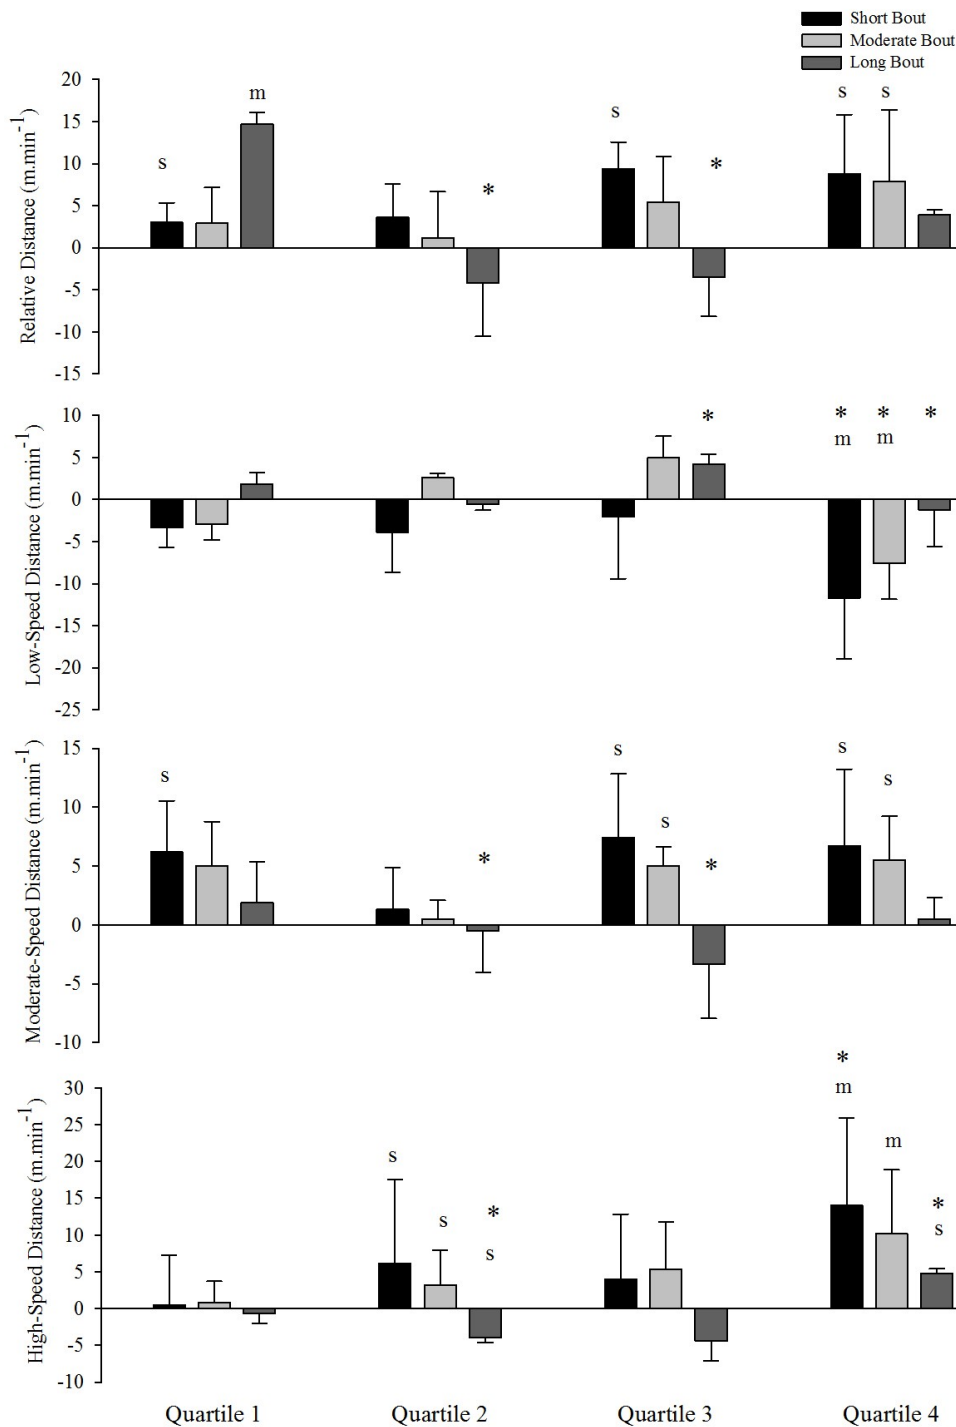 Short Bout
Moderate Bout
Long Bout
Relative Distance (m.min-1)
20
15
10
5
0
-5
-10
-15
s
m
*
s
*
s
s
Low-Speed Distance (m.min-1)
10
5
0
-5
-10
-15
-20
-25
*
* * *
m m
Moderate-Speed Distance (m.min-1)
15
10
5
0
-5
-10
s
*
s
s
*
s
s
High-Speed Distance (m.min-1)
30
25
20
15
10
5
0
-5
-10
s
s
*
s
*
m
m
*
s
Quartile 1 Quartile 2 Quartile 3 Quartile 4